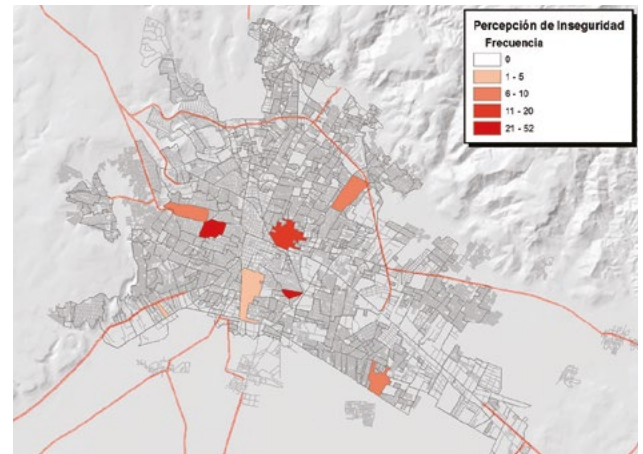 Percepción de Inseguridad
Frecuencia
0
1 - 5
6 - 10
11 - 20
21 - 52